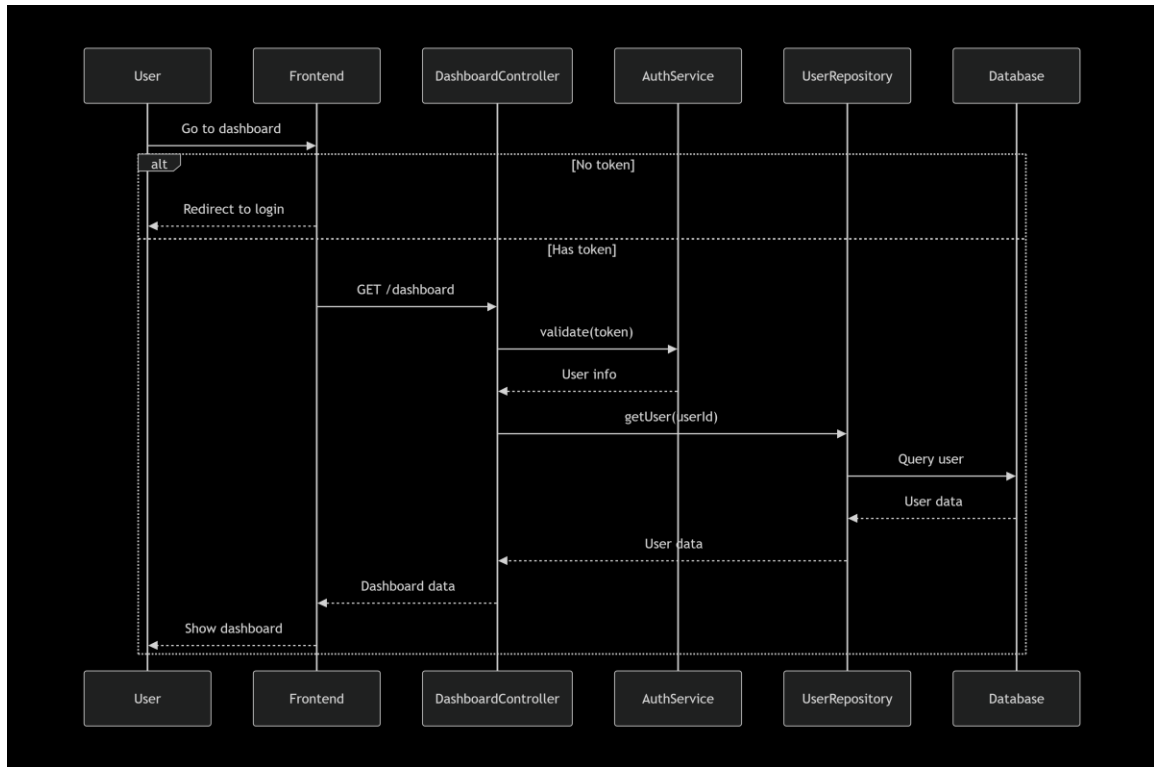 User
Frontend
DashboardController
AuthService
UserRepository
Database
Go to dashboard
alt
[No token]
Redirect to login
[Has token]
GET /dashboard
validate(token)
User info
getUser(userId)
Query user
User data
User data
Dashboard data
Show dashboard
User
Frontend
DashboardController
AuthService
UserRepository
Database